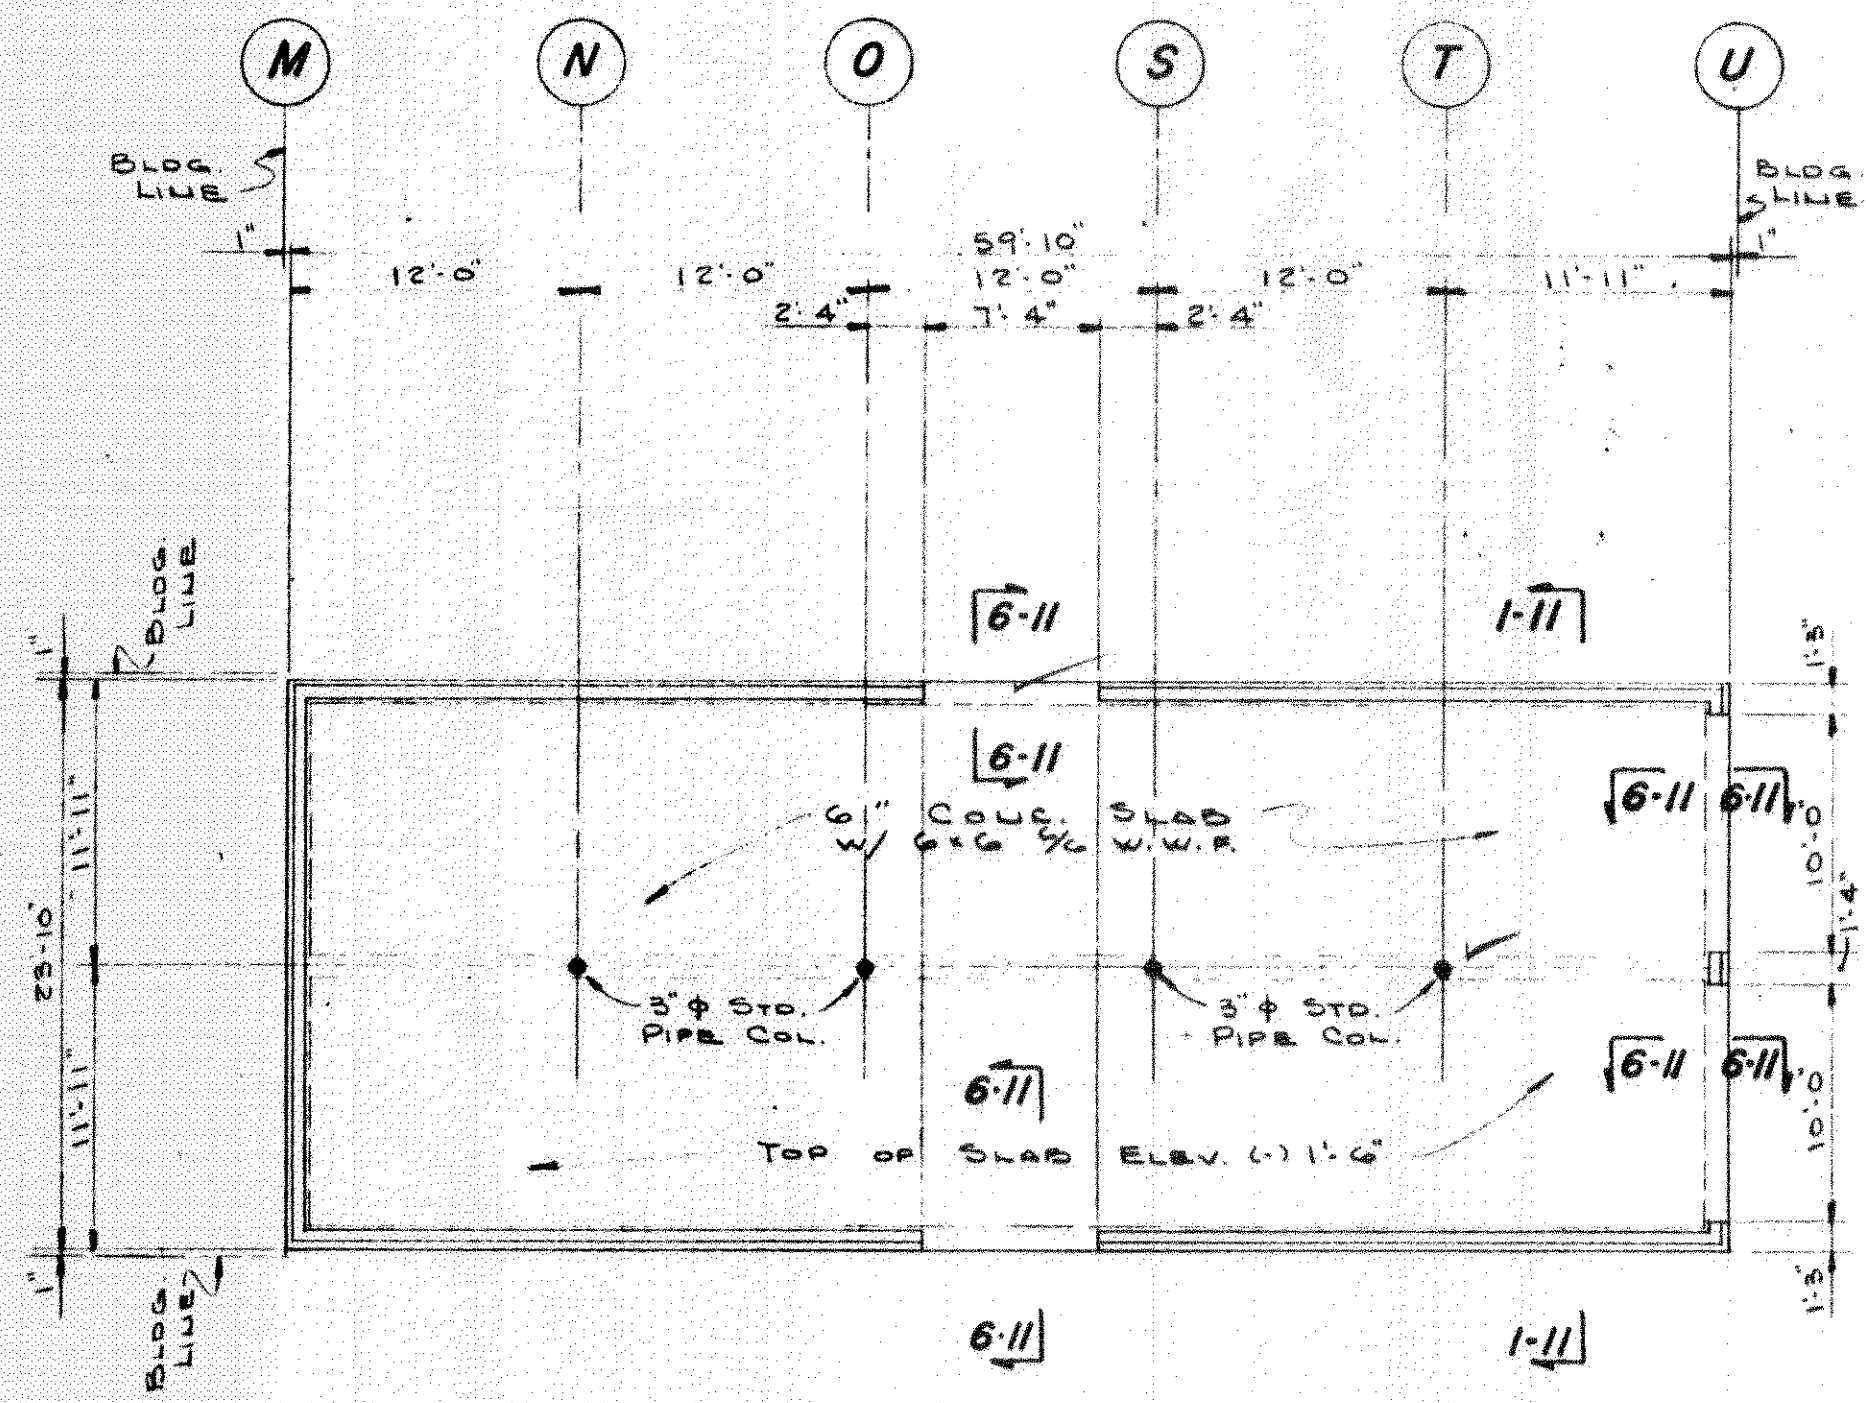 M
N
O
S
T
U
BLDG.
LINE
BLDG.
LINE
1"
59'-10"
1"
12'-0"
12'-0"
12'-0"
12'-0"
11'-11"
2'-4"
7'-4"
2'-4"
BLDG.
LINE
1"
6-11
1-11
1'-3"
6-11
11'-11"
6" CONC. SLAB
W/ 6×6 6/6 W.W.F.
6-11
6-11
10'-0
23'-10"
1'-4"
3" ϕ STD.
PIPE COL.
3" ϕ STD.
PIPE COL.
11'-11"
6-11
6-11
6-11
10'-0
TOP OF SLAB ELEV. (-) 1'-6"
1"
BLDG.
LINE
1'-3"
6-11
1-11